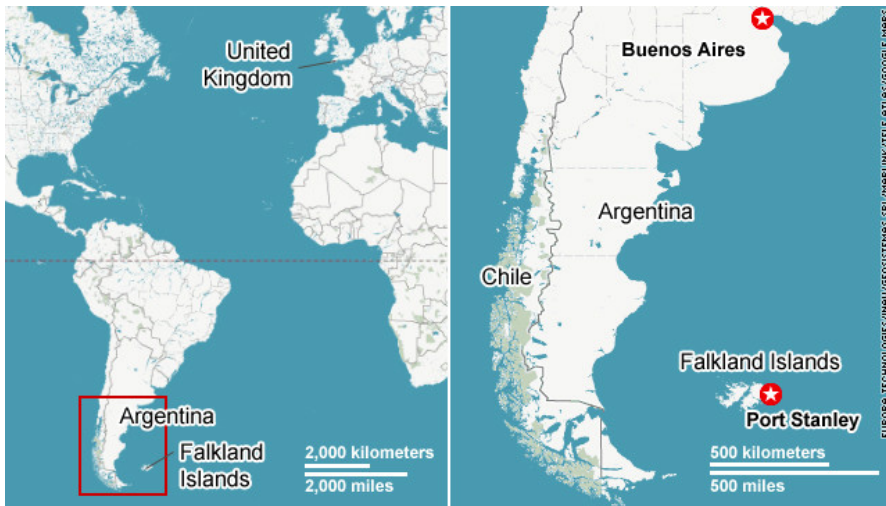 United
Kingdom
Argentina
Falkland
Islands
2,000 kilometers
2,000 miles
Buenos Aires
Argentina
Chile
Falkland Islands
Port Stanley
500 kilometers
500 miles